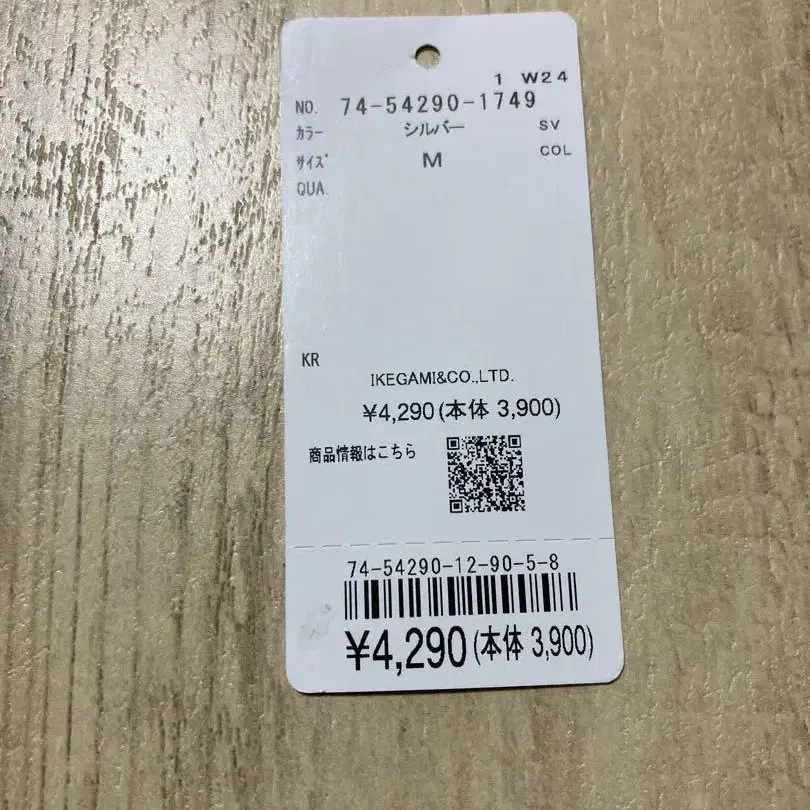 1 W24
NO. 74-54290-1749
カラー シルバー SV
サイズ M COL
QUA.
KR
IKEGAMI&CO.,LTD.
¥4,290(本体 3,900)
商品情報はこちら
74-54290-12-90-5-8
¥4,290(本体 3,900)